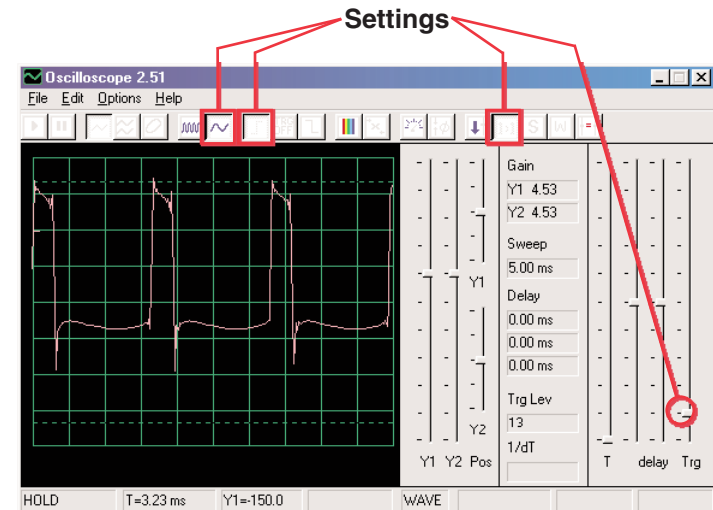 Settings
Oscilloscope 2.51
File Edit Options Help
Gain
Y1 4.53
Y2 4.53
Sweep
5.00 ms
Delay
0.00 ms
0.00 ms
0.00 ms
Trg Lev
13
1/dT
Y1
Y2
Y1 Y2 Pos
T delay Trg
HOLD T=3.23 ms Y1=-150.0 WAVE